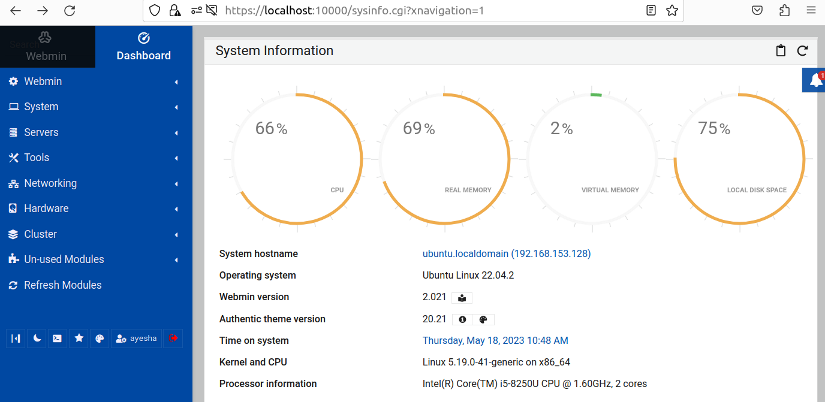 https://localhost:10000/sysinfo.cgi?xnavigation=1
Webmin
Dashboard
Webmin
System
Servers
Tools
Networking
Hardware
Cluster
Un-used Modules
Refresh Modules
ayesha
System Information
1
66%
CPU
69%
REAL MEMORY
2%
VIRTUAL MEMORY
75%
LOCAL DISK SPACE
System hostname ubuntu.localdomain (192.168.153.128)
Operating system Ubuntu Linux 22.04.2
Webmin version 2.021
Authentic theme version 20.21
Time on system Thursday, May 18, 2023 10:48 AM
Kernel and CPU Linux 5.19.0-41-generic on x86_64
Processor information Intel(R) Core(TM) i5-8250U CPU @ 1.60GHz, 2 cores